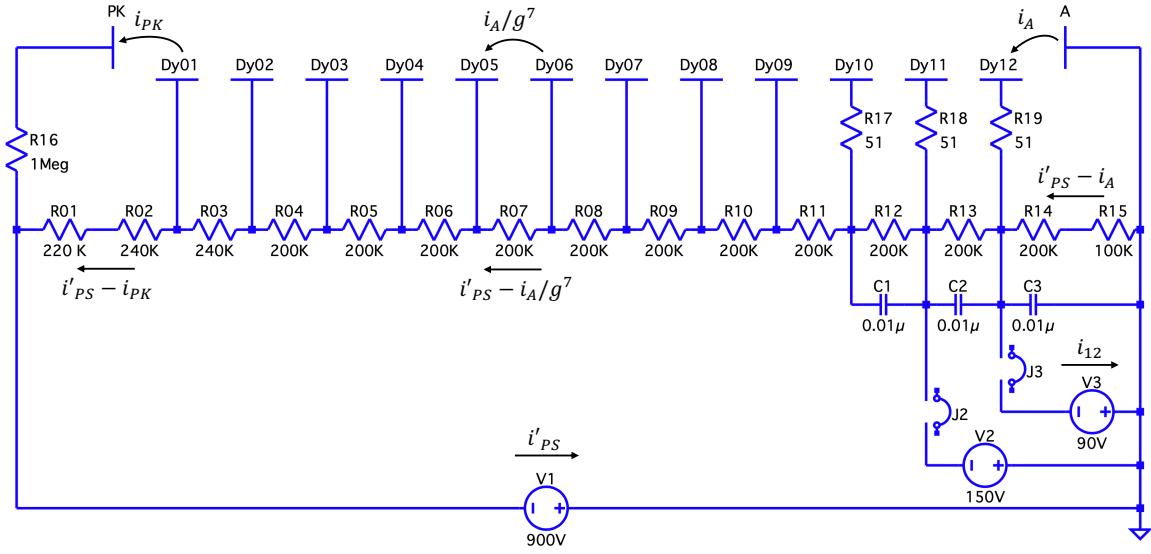 PK
i_PK
i_A/g⁷
i_A
A
Dy01 Dy02 Dy03 Dy04 Dy05 Dy06 Dy07 Dy08 Dy09 Dy10 Dy11 Dy12
R17 R18 R19
51 51 51
R16
1Meg
i'_PS − i_A
R01 R02 R03 R04 R05 R06 R07 R08 R09 R10 R11 R12 R13 R14 R15
220 K 240K 240K 200K 200K 200K 200K 200K 200K 200K 200K 200K 200K 200K 100K
i'_PS − i_PK
i'_PS − i_A/g⁷
C1 C2 C3
0.01µ 0.01µ 0.01µ
i_12
J3
V3
90V
J2
V2
150V
i'_PS
V1
900V